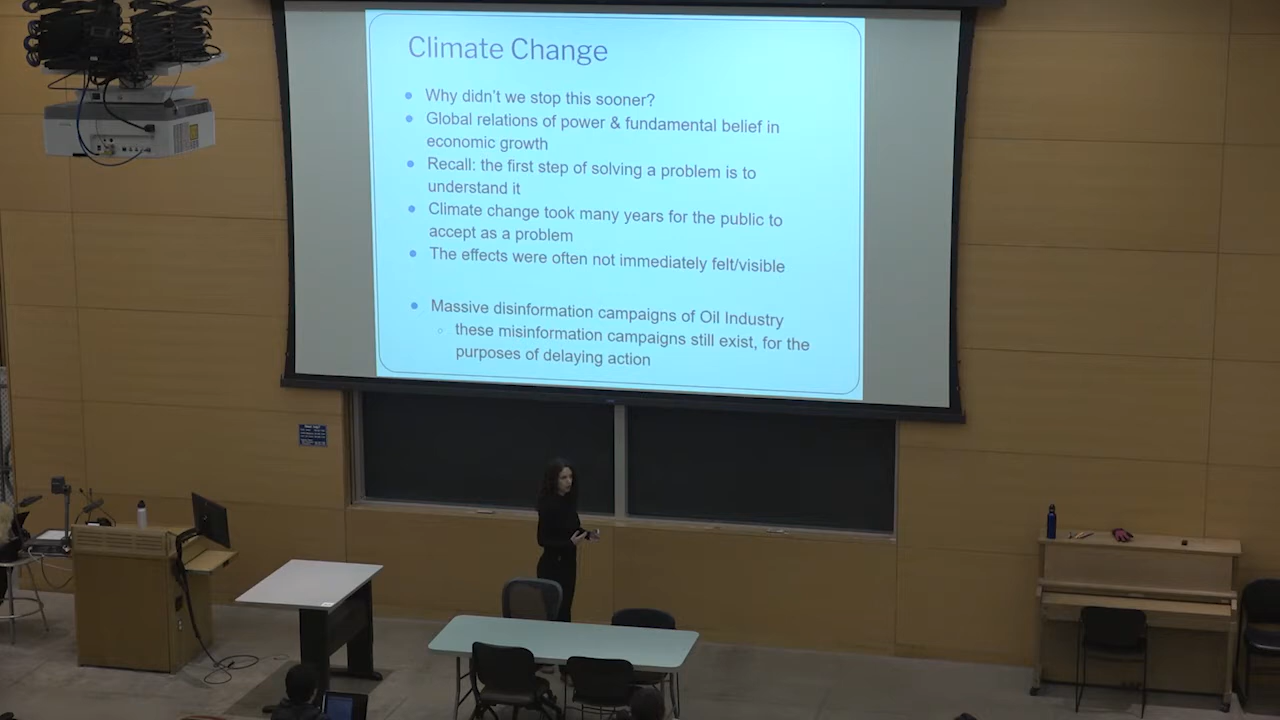 Climate Change
Why didn't we stop this sooner?
Global relations of power & fundamental belief in
economic growth
Recall: the first step of solving a problem is to
understand it
Climate change took many years for the public to
accept as a problem
The effects were often not immediately felt/visible
Massive disinformation campaigns of Oil Industry
these misinformation campaigns still exist, for the
purposes of delaying action